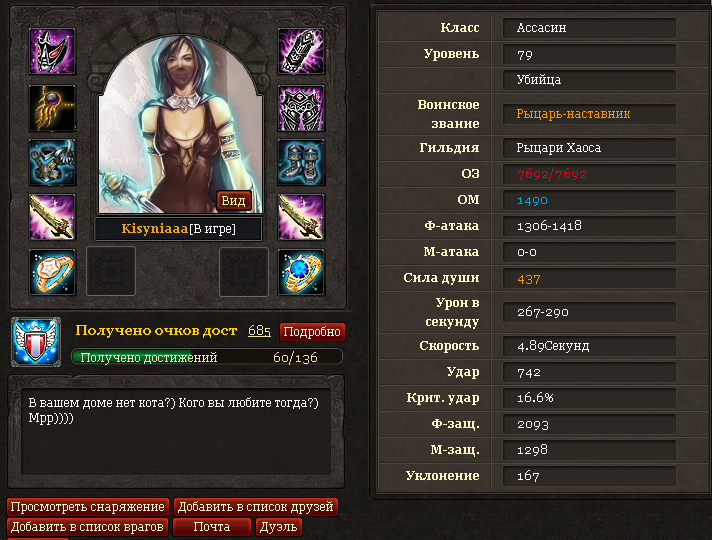 Вид
Kisyniaaa[В игре]
Получено очков дост 685 Подробно
Получено достижений 60/136
В вашем доме нет кота?) Кого вы любите тогда?)
Мрр))))
Просмотреть снаряжение Добавить в список друзей
Добавить в список врагов Почта Дуэль
Класс Ассасин
Уровень 79
Убийца
Воинское
звание Рыцарь-наставник
Гильдия Рыцари Хаоса
ОЗ 7692/7692
ОМ 1490
Ф-атака 1306-1418
М-атака 0-0
Сила души 437
Урон в
секунду 267-290
Скорость 4.89Секунд
Удар 742
Крит. удар 16.6%
Ф-защ. 2093
М-защ. 1298
Уклонение 167